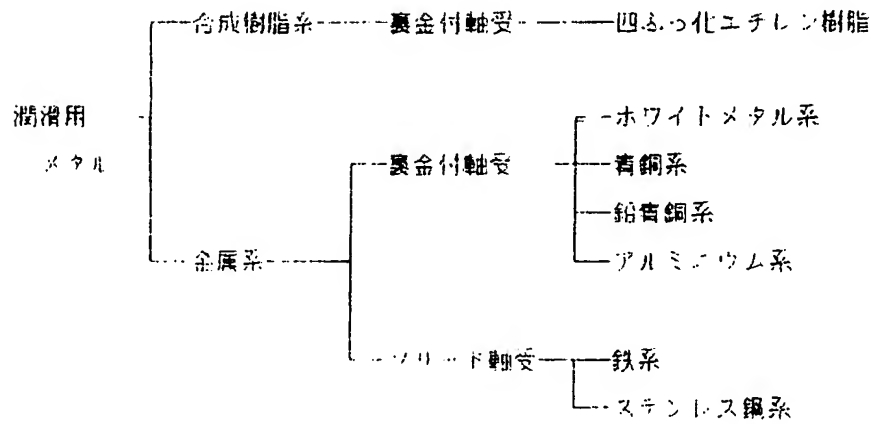 合成樹脂系 裏金付軸受 四ふっ化エチレン樹脂
潤滑用 ホワイトメタル系
メタル 裏金付軸受 青銅系
鉛青銅系
金属系 アルミニウム系
ソリッド軸受 鉄系
ステンレス鋼系